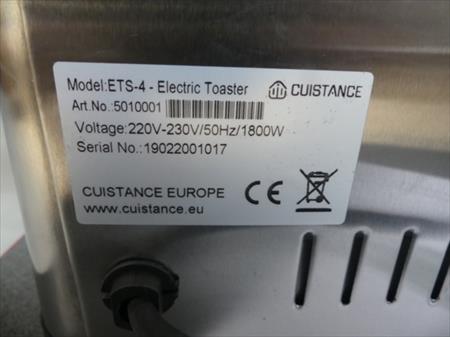 Model:ETS-4 - Electric Toaster CUISTANCE
Art.No.:5010001
Voltage:220V-230V/50Hz/1800W
Serial No.:19022001017
CUISTANCE EUROPE
www.cuistance.eu
CE